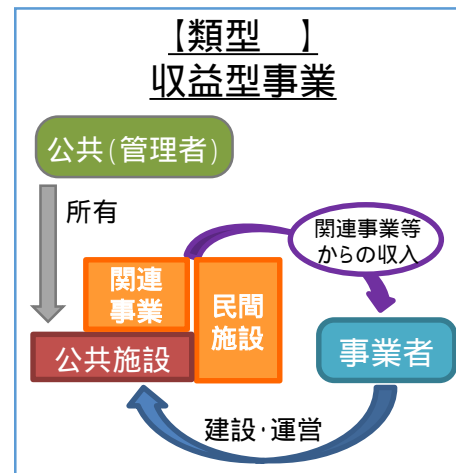 【類型　】
収益型事業
公共(管理者)
所有
関連事業等
からの収入
関連
事業
民間
施設
公共施設
事業者
建設・運営